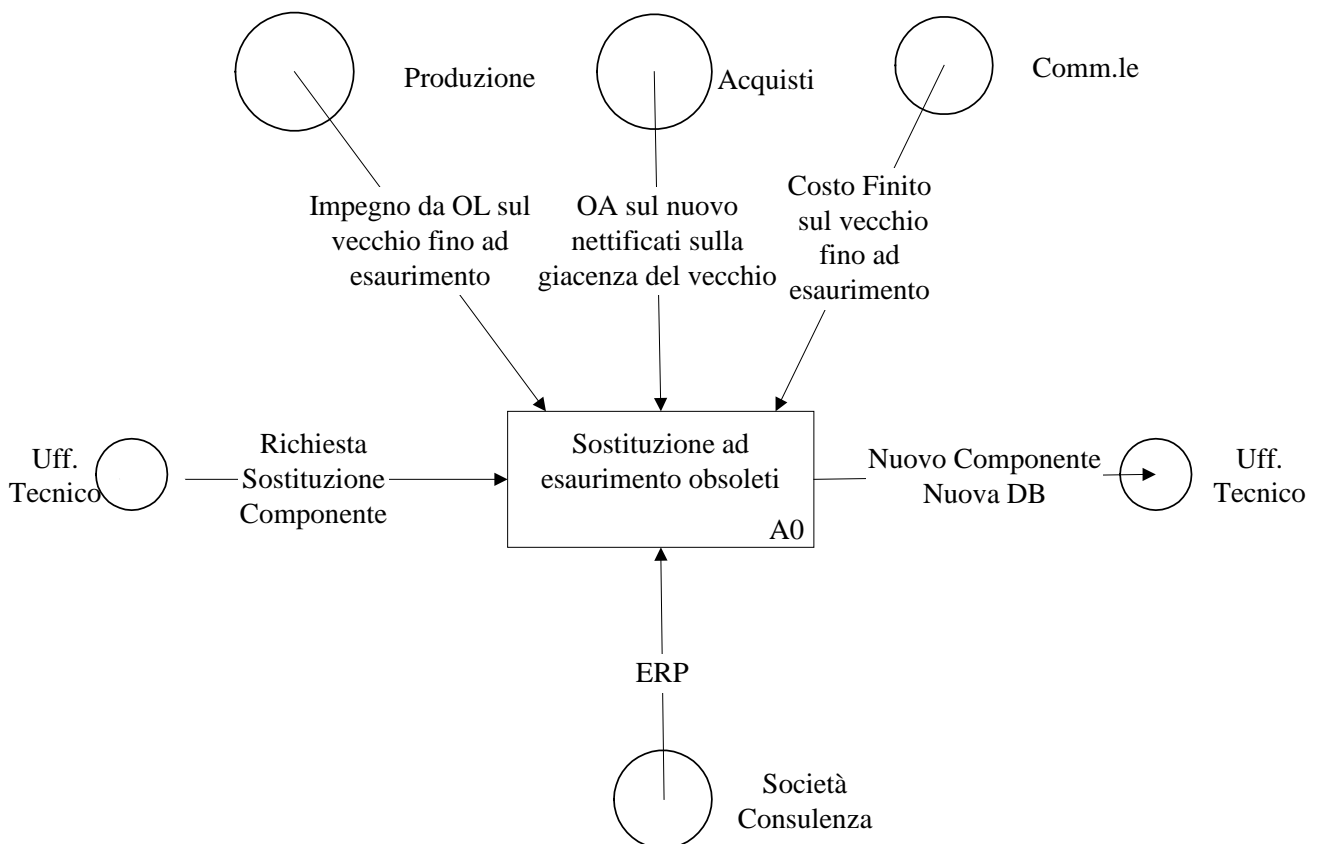 Produzione
Acquisti
Comm.le
Impegno da OL sul
vecchio fino ad
esaurimento
OA sul nuovo
nettificati sulla
giacenza del vecchio
Costo Finito
sul vecchio
fino ad
esaurimento
Uff.
Tecnico
Richiesta
Sostituzione
Componente
Sostituzione ad
esaurimento obsoleti
A0
Nuovo Componente
Nuova DB
Uff.
Tecnico
ERP
Società
Consulenza